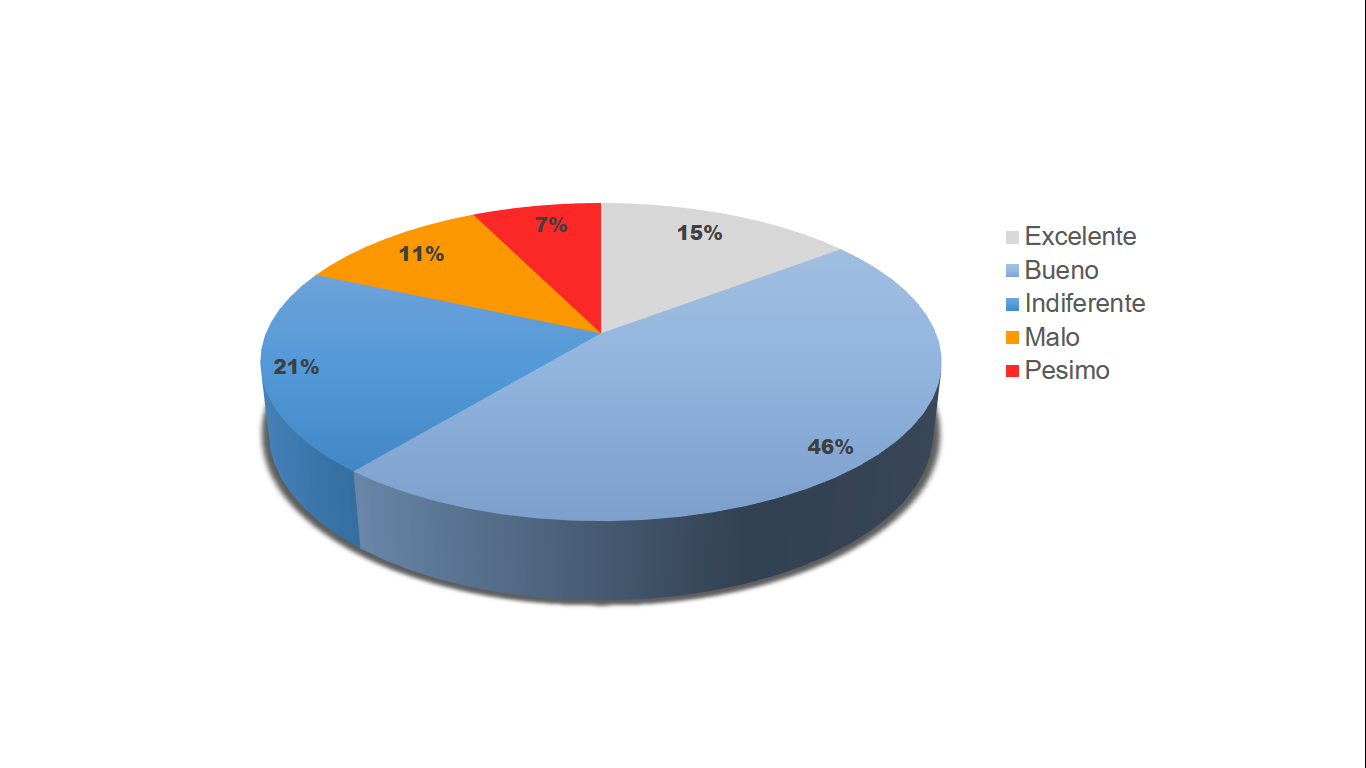 7%
15%
11%
21%
46%
Excelente
Bueno
Indiferente
Malo
Pesimo